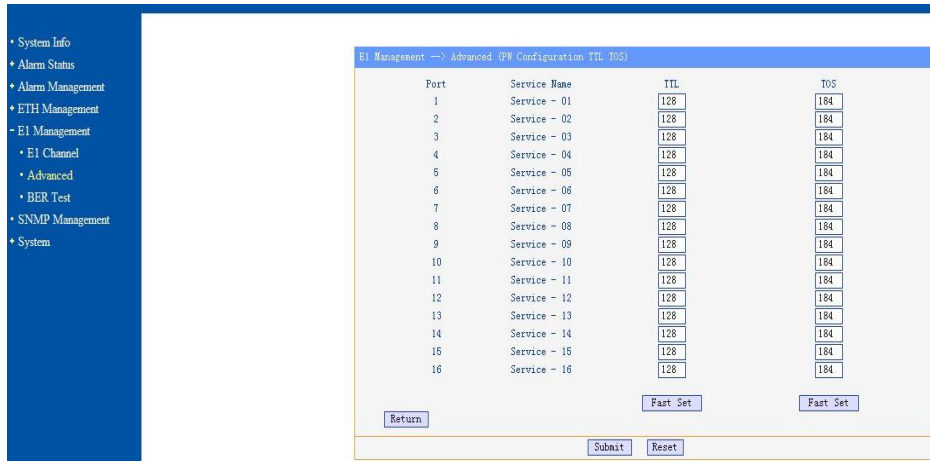 • System Info
+ Alarm Status
+ Alarm Management
+ ETH Management
- E1 Management
• E1 Channel
• Advanced
• BER Test
• SNMP Management
+ System
E1 Management --> Advanced (PW Configuration TTL TOS)
Port Service Name TTL TOS
1 Service - 01 128 184
2 Service - 02 128 184
3 Service - 03 128 184
4 Service - 04 128 184
5 Service - 05 128 184
6 Service - 06 128 184
7 Service - 07 128 184
8 Service - 08 128 184
9 Service - 09 128 184
10 Service - 10 128 184
11 Service - 11 128 184
12 Service - 12 128 184
13 Service - 13 128 184
14 Service - 14 128 184
15 Service - 15 128 184
16 Service - 16 128 184
Fast Set Fast Set
Return
Submit Reset